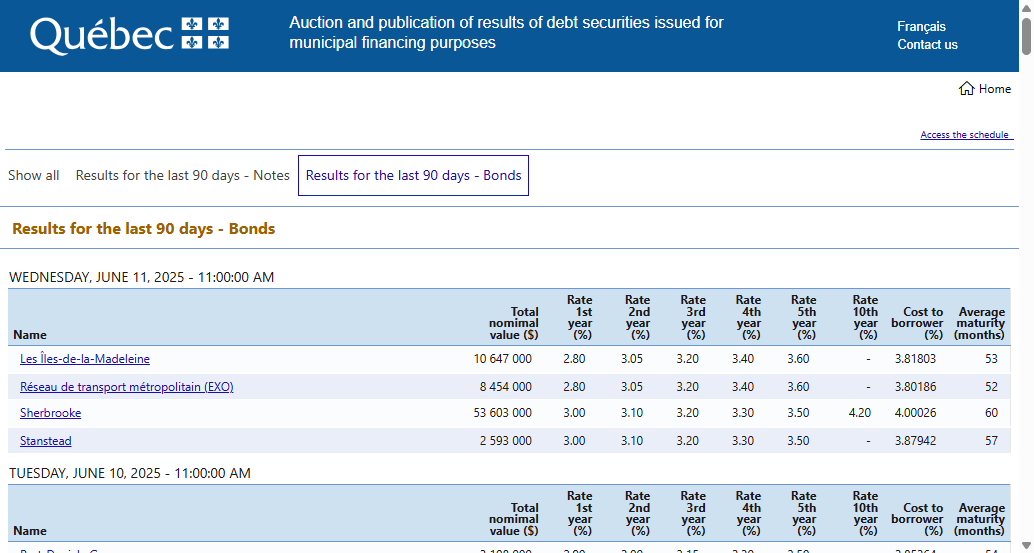 Québec
Auction and publication of results of debt securities issued for
municipal financing purposes
Français
Contact us
Home
Access the schedule
Show all Results for the last 90 days - Notes Results for the last 90 days - Bonds
Results for the last 90 days - Bonds
WEDNESDAY, JUNE 11, 2025 - 11:00:00 AM
Name Total nomimal value ($) Rate 1st year (%) Rate 2nd year (%) Rate 3rd year (%) Rate 4th year (%) Rate 5th year (%) Rate 10th year (%) Cost to borrower (%) Average maturity (months)
Les Îles-de-la-Madeleine 10 647 000 2.80 3.05 3.20 3.40 3.60 - 3.81803 53
Réseau de transport métropolitain (EXO) 8 454 000 2.80 3.05 3.20 3.40 3.60 - 3.80186 52
Sherbrooke 53 603 000 3.00 3.10 3.20 3.30 3.50 4.20 4.00026 60
Stanstead 2 593 000 3.00 3.10 3.20 3.30 3.50 - 3.87942 57
TUESDAY, JUNE 10, 2025 - 11:00:00 AM
Name Total nomimal value ($) Rate 1st year (%) Rate 2nd year (%) Rate 3rd year (%) Rate 4th year (%) Rate 5th year (%) Rate 10th year (%) Cost to borrower (%) Average maturity (months)